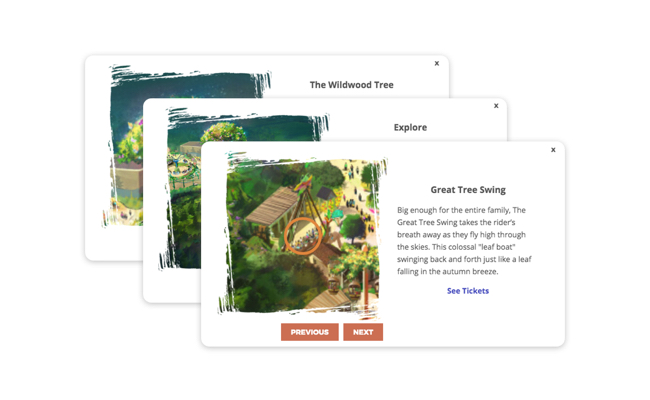 x
The Wildwood Tree
x
Explore
x
Great Tree Swing
Big enough for the entire family, The
Great Tree Swing takes the rider's
breath away as they fly high through
the skies. This colossal "leaf boat"
swinging back and forth just like a leaf
falling in the autumn breeze.
See Tickets
PREVIOUS
NEXT